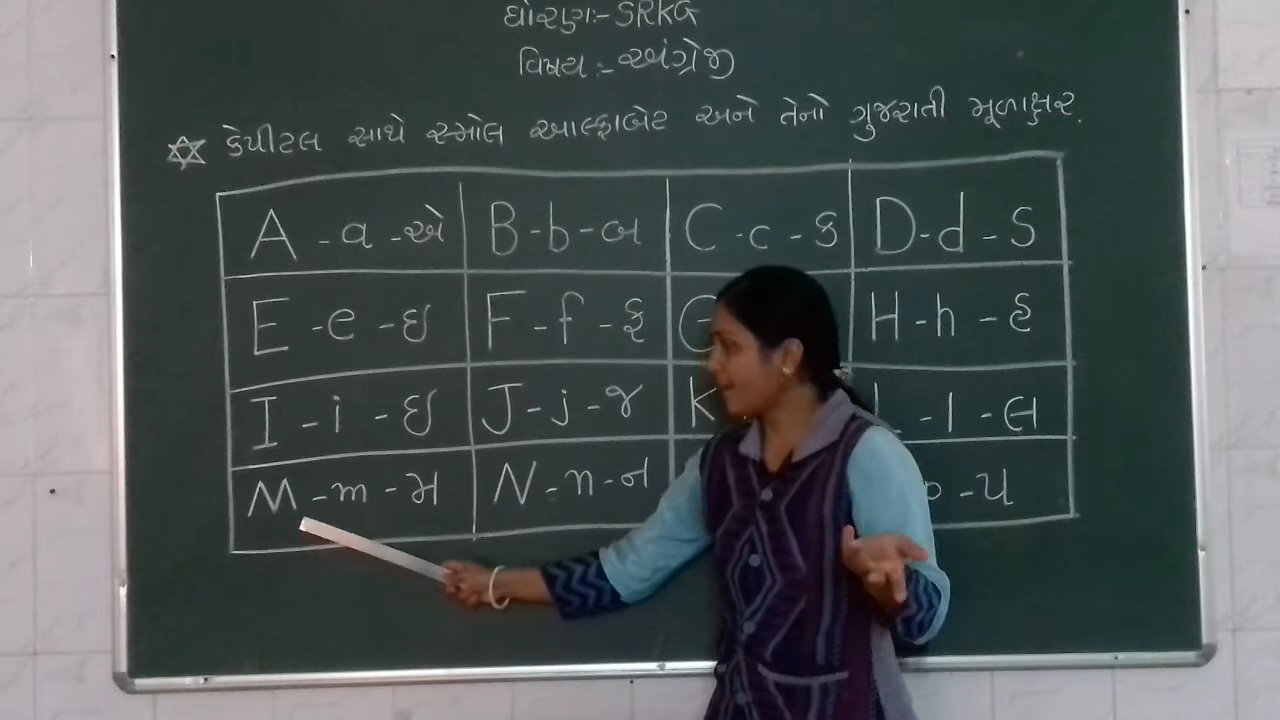 ધોરણ:- SRKG
વિષય:- અંગ્રેજી
કેપીટલ સાથે સ્મોલ આલ્ફાબેટ અને તેનો ગુજરાતી મૂળાક્ષર.
A - a - એ B - b - બ C - c - ક D - d - ડ
E - e - ઇ F - f - ફ G H - h - હ
I - i - ઇ J - j - જ K L - l - લ
M - m - મ N - n - ન p - પ